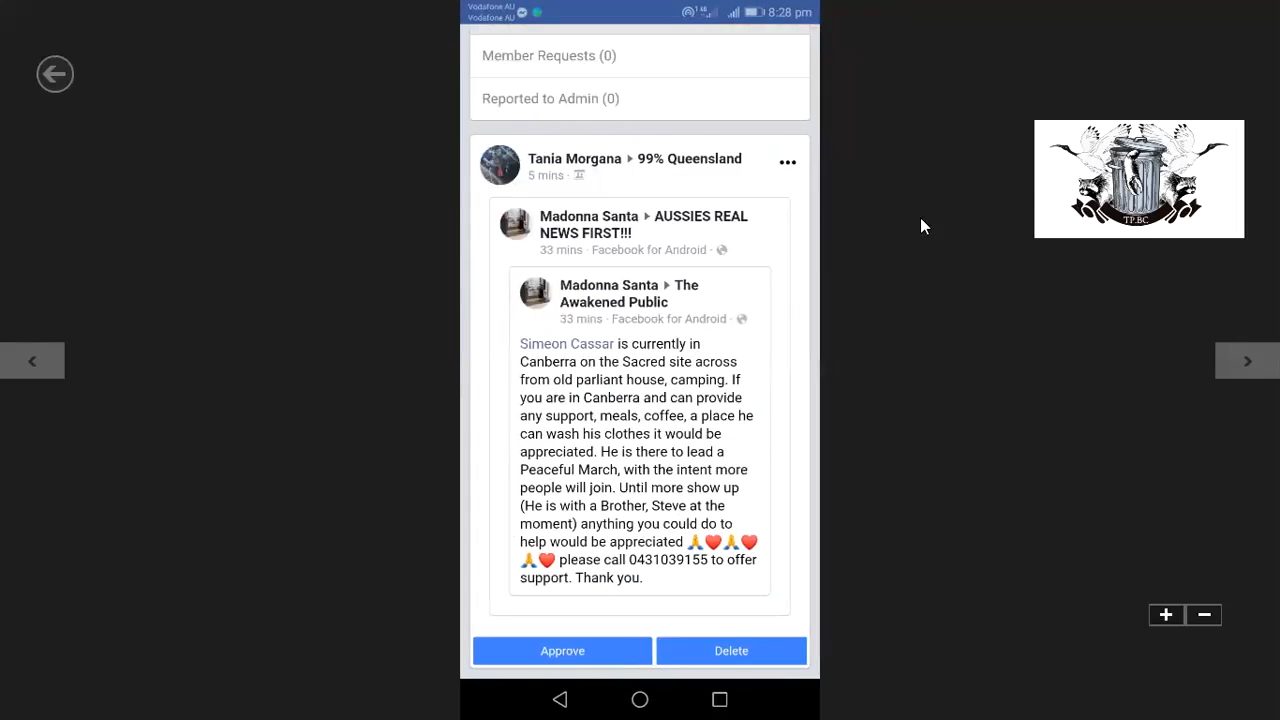 Vodafone AU
Vodafone AU
8:28 pm
Member Requests (0)
Reported to Admin (0)
Tania Morgana 99% Queensland
5 mins ·
Madonna Santa AUSSIES REAL
NEWS FIRST!!!
33 mins · Facebook for Android ·
Madonna Santa The
Awakened Public
33 mins · Facebook for Android ·
Simeon Cassar is currently in
Canberra on the Sacred site across
from old parliant house, camping. If
you are in Canberra and can provide
any support, meals, coffee, a place he
can wash his clothes it would be
appreciated. He is there to lead a
Peaceful March, with the intent more
people will join. Until more show up
(He is with a Brother, Steve at the
moment) anything you could do to
help would be appreciated 🙏❤️🙏❤️
🙏❤️ please call 0431039155 to offer
support. Thank you.
Approve Delete
TP.BC